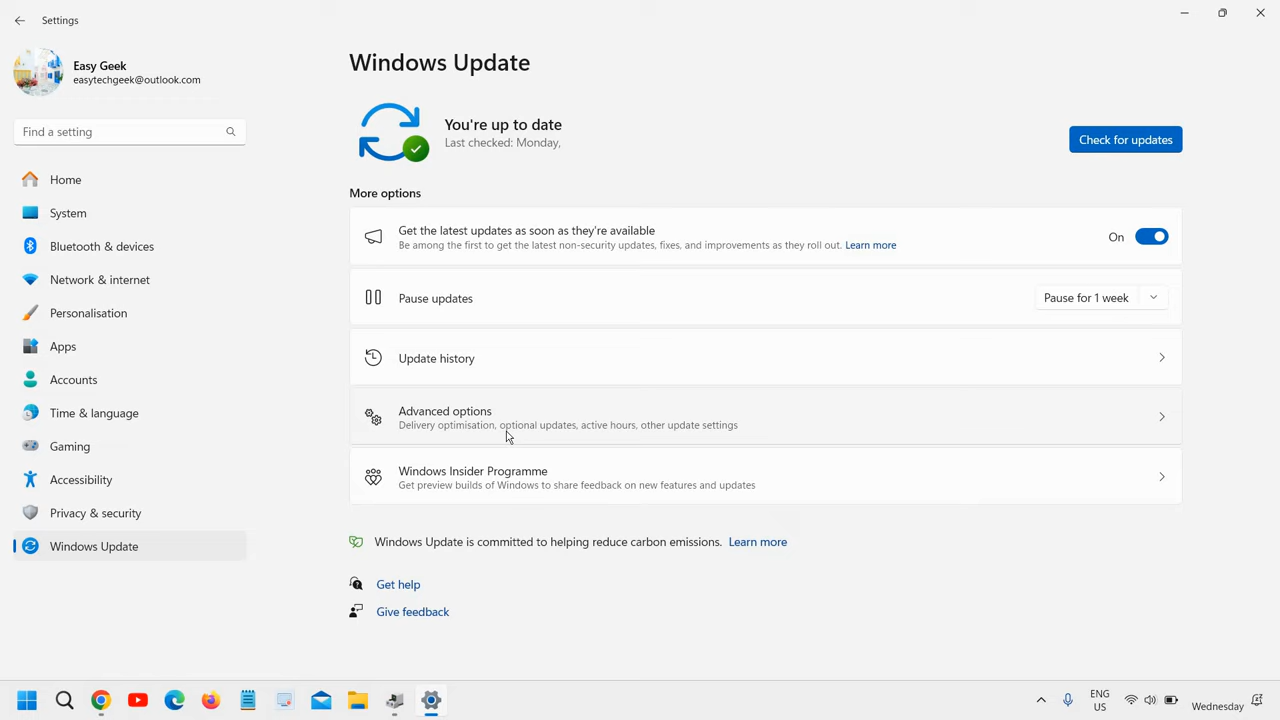 Settings
Easy Geek
easytechgeek@outlook.com
Find a setting
Home
System
Bluetooth & devices
Network & internet
Personalisation
Apps
Accounts
Time & language
Gaming
Accessibility
Privacy & security
Windows Update
Windows Update
You're up to date
Last checked: Monday,
Check for updates
More options
Get the latest updates as soon as they're available
Be among the first to get the latest non-security updates, fixes, and improvements as they roll out. Learn more
On
Pause updates
Pause for 1 week
Update history
Advanced options
Delivery optimisation, optional updates, active hours, other update settings
Windows Insider Programme
Get preview builds of Windows to share feedback on new features and updates
Windows Update is committed to helping reduce carbon emissions. Learn more
Get help
Give feedback
ENG
US
Wednesday